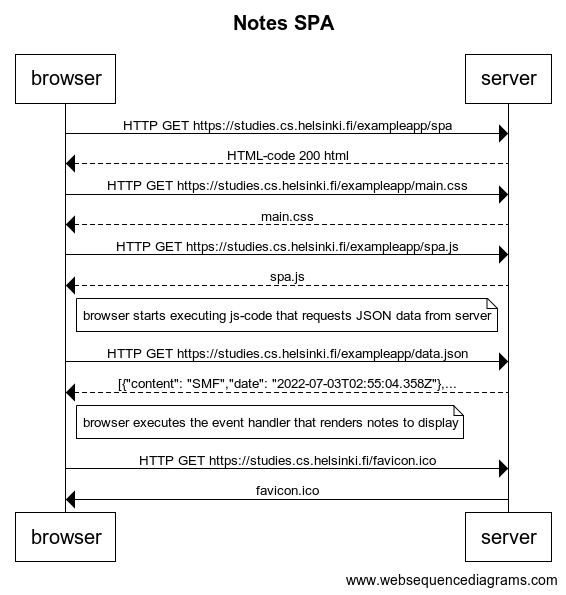 Notes SPA
browser
server
HTTP GET https://studies.cs.helsinki.fi/exampleapp/spa
HTML-code 200 html
HTTP GET https://studies.cs.helsinki.fi/exampleapp/main.css
main.css
HTTP GET https://studies.cs.helsinki.fi/exampleapp/spa.js
spa.js
browser starts executing js-code that requests JSON data from server
HTTP GET https://studies.cs.helsinki.fi/exampleapp/data.json
[{"content": "SMF","date": "2022-07-03T02:55:04.358Z"},...
browser executes the event handler that renders notes to display
HTTP GET https://studies.cs.helsinki.fi/favicon.ico
favicon.ico
browser
server
www.websequencediagrams.com